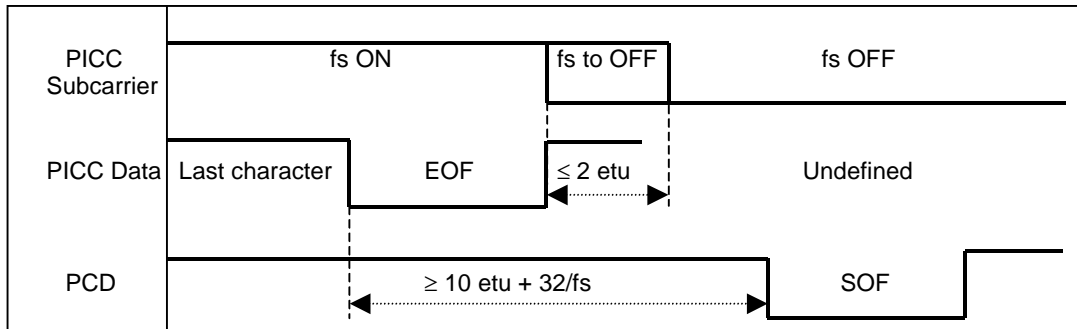 PICC
Subcarrier
fs ON
fs to OFF
fs OFF
PICC Data
Last character
EOF
≤ 2 etu
Undefined
PCD
≥ 10 etu + 32/fs
SOF